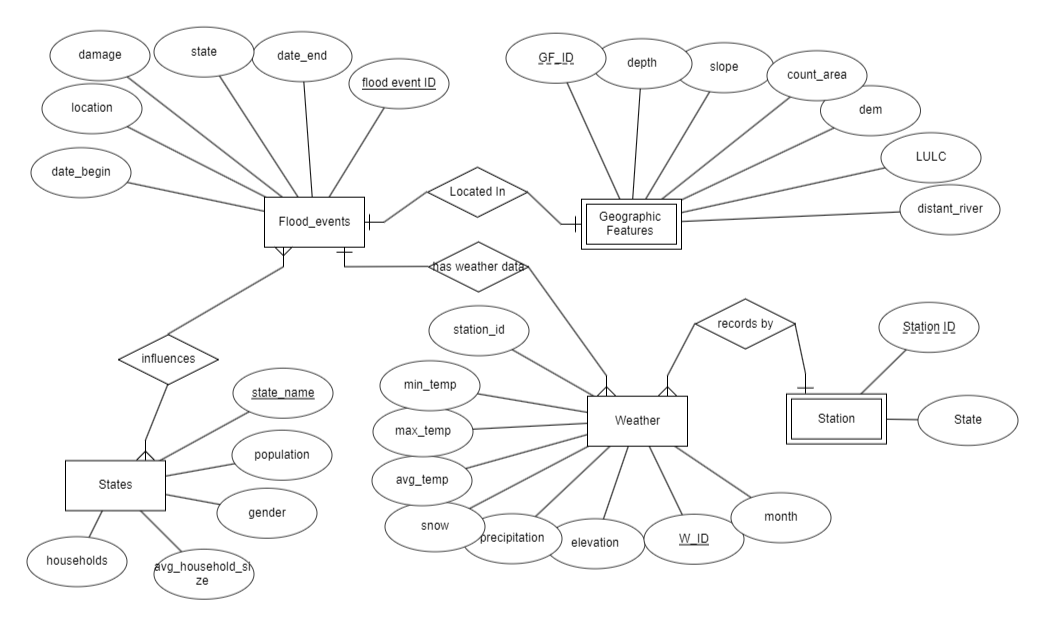 damage
state
date_end
flood event ID
location
date_begin
Flood_events
GF_ID
depth
slope
count_area
dem
LULC
distant_river
Located In
Geographic
Features
has weather data
influences
records by
Station ID
station_id
min_temp
max_temp
avg_temp
snow
precipitation
elevation
W_ID
month
Weather
Station
State
state_name
population
gender
States
households
avg_household_si
ze